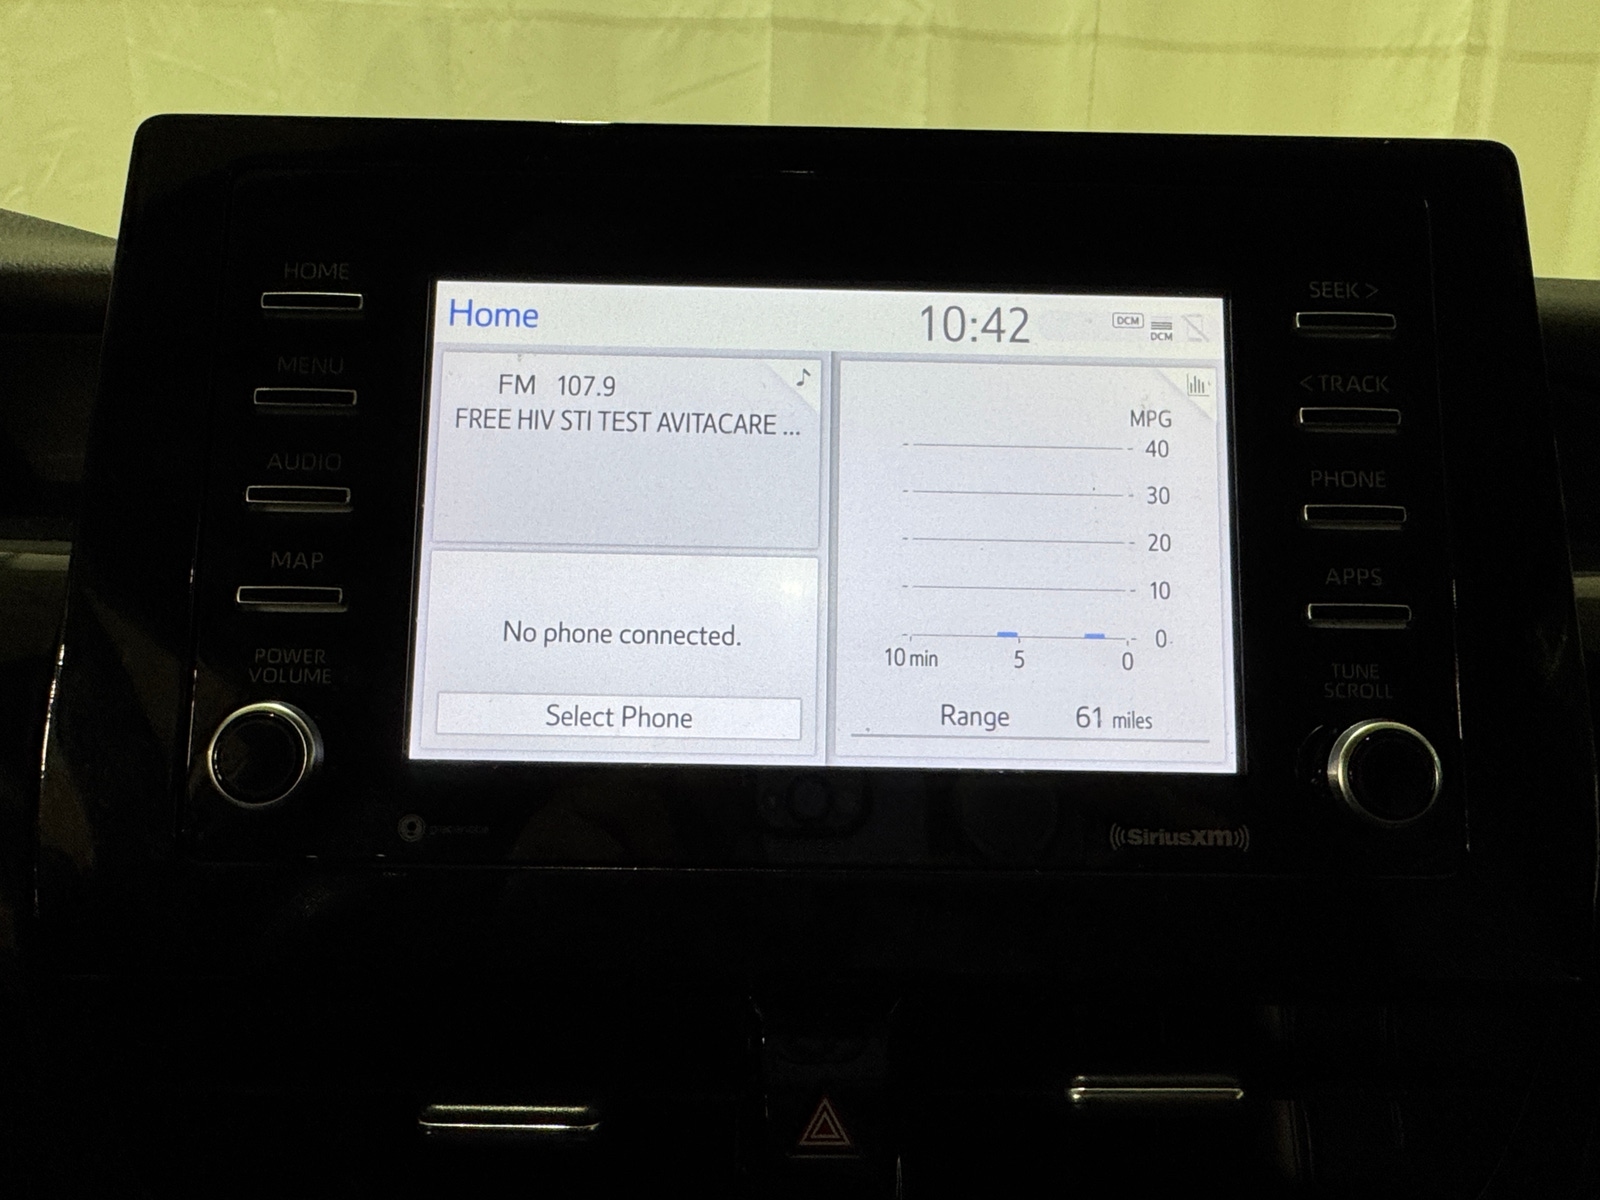 HOME
MENU
AUDIO
MAP
POWER
VOLUME
Home
10:42
DCM
DCM
FM 107.9
FREE HIV STI TEST AVITACARE ...
No phone connected.
Select Phone
MPG
40
30
20
10
0
10 min 5 0
Range 61 miles
SEEK >
< TRACK
PHONE
APPS
TUNE
SCROLL
gracenote
((SiriusXM))